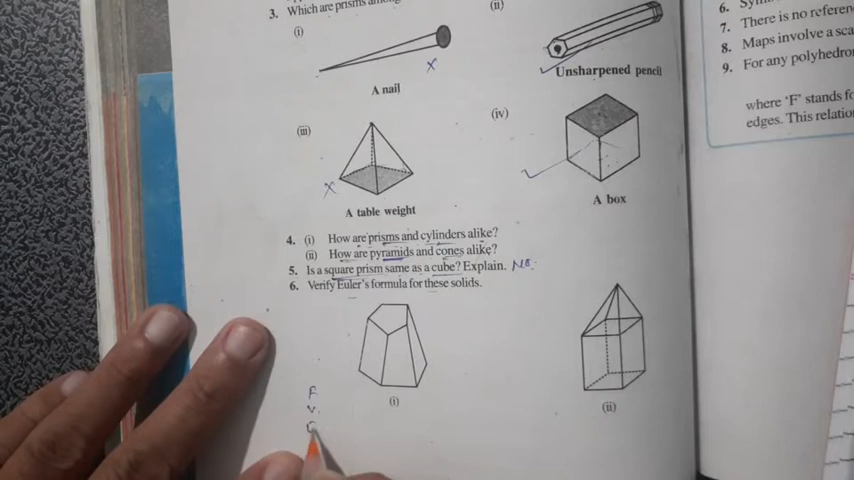 3. Which are prisms among
(i)
(ii)
A nail
Unsharpened pencil
(iii)
(iv)
A table weight
A box
4. (i) How are prisms and cylinders alike?
(ii) How are pyramids and cones alike?
5. Is a square prism same as a cube? Explain. NO.
6. Verify Euler's formula for these solids.
(i)
(ii)
F
V.
6.
7. There is no referen
8. Maps involve a sca
9. For any polyhedro
where 'F' stands fo
edges. This relatio